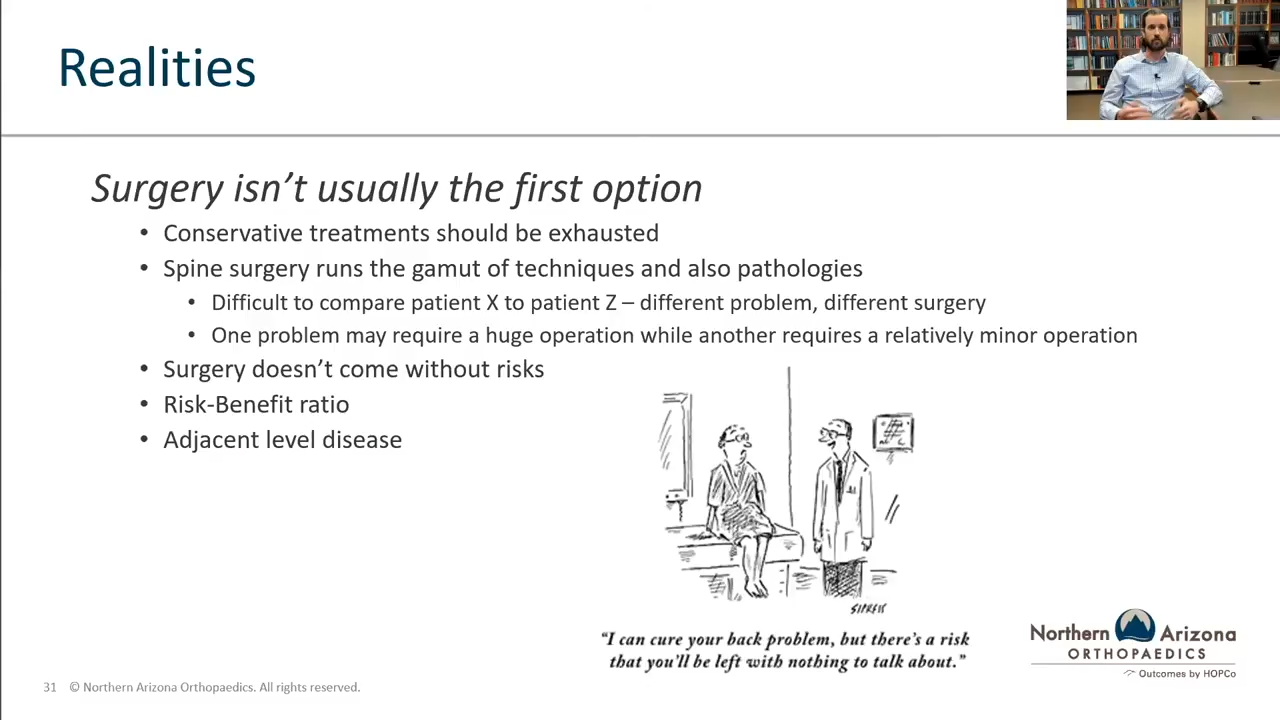 Realities
Surgery isn’t usually the first option
• Conservative treatments should be exhausted
• Spine surgery runs the gamut of techniques and also pathologies
• Difficult to compare patient X to patient Z – different problem, different surgery
• One problem may require a huge operation while another requires a relatively minor operation
• Surgery doesn’t come without risks
• Risk-Benefit ratio
• Adjacent level disease
SIPRESS
“I can cure your back problem, but there’s a risk
that you’ll be left with nothing to talk about.”
Northern Arizona
ORTHOPAEDICS
Outcomes by HOPCo
31 © Northern Arizona Orthopaedics. All rights reserved.